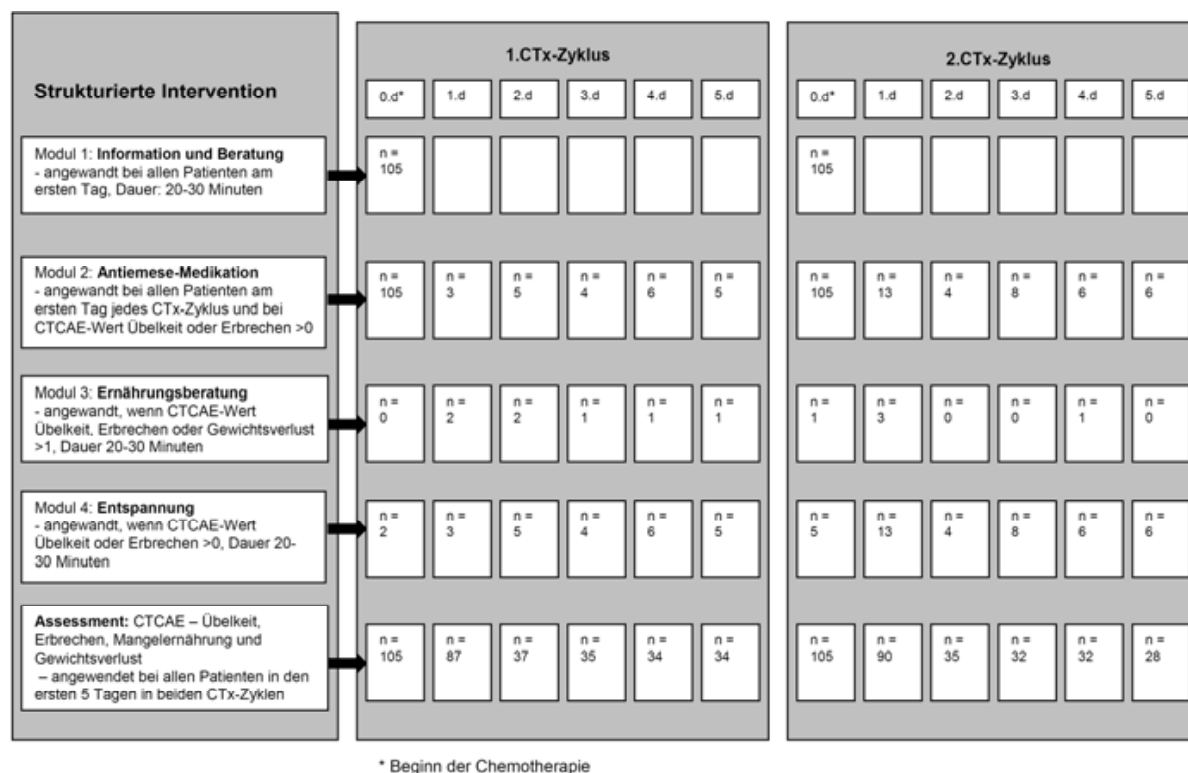 Strukturierte Intervention
1.CTx-Zyklus
2.CTx-Zyklus
0.d* 1.d 2.d 3.d 4.d 5.d
0.d* 1.d 2.d 3.d 4.d 5.d
Modul 1: Information und Beratung
- angewandt bei allen Patienten am
ersten Tag, Dauer: 20-30 Minuten
n =
105
n =
105
Modul 2: Antiemese-Medikation
- angewandt bei allen Patienten am
ersten Tag jedes CTx-Zyklus und bei
CTCAE-Wert Übelkeit oder Erbrechen >0
n = n = n = n = n = n =
105 3 5 4 6 5
n = n = n = n = n = n =
105 13 4 8 6 6
Modul 3: Ernährungsberatung
- angewandt, wenn CTCAE-Wert
Übelkeit, Erbrechen oder Gewichtsverlust
>1, Dauer 20-30 Minuten
n = n = n = n = n = n =
0 2 2 1 1 1
n = n = n = n = n = n =
1 3 0 0 1 0
Modul 4: Entspannung
- angewandt, wenn CTCAE-Wert
Übelkeit oder Erbrechen >0, Dauer 20-
30 Minuten
n = n = n = n = n = n =
2 3 5 4 6 5
n = n = n = n = n = n =
5 13 4 8 6 6
Assessment: CTCAE – Übelkeit,
Erbrechen, Mangelernährung und
Gewichtsverlust
– angewendet bei allen Patienten in den
ersten 5 Tagen in beiden CTx-Zyklen
n = n = n = n = n = n =
105 87 37 35 34 34
n = n = n = n = n = n =
105 90 35 32 32 28
* Beginn der Chemotherapie